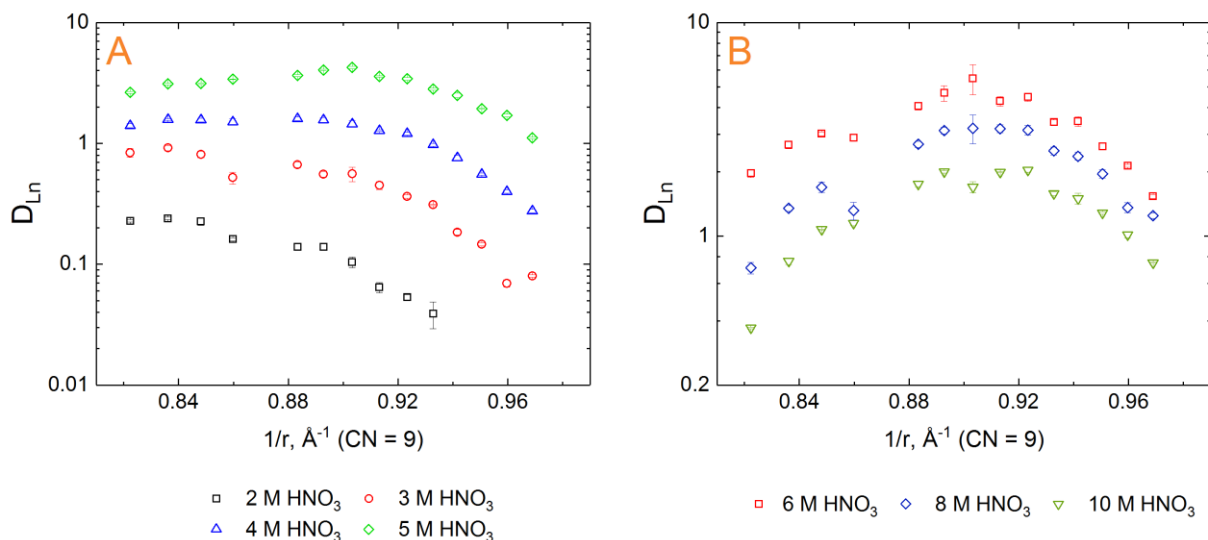 A
10
1
0.1
0.01
D_Ln
0.84 0.88 0.92 0.96
1/r, Å⁻¹ (CN = 9)
2 M HNO₃ 3 M HNO₃
4 M HNO₃ 5 M HNO₃
B
10
1
0.2
D_Ln
0.84 0.88 0.92 0.96
1/r, Å⁻¹ (CN = 9)
6 M HNO₃ 8 M HNO₃ 10 M HNO₃